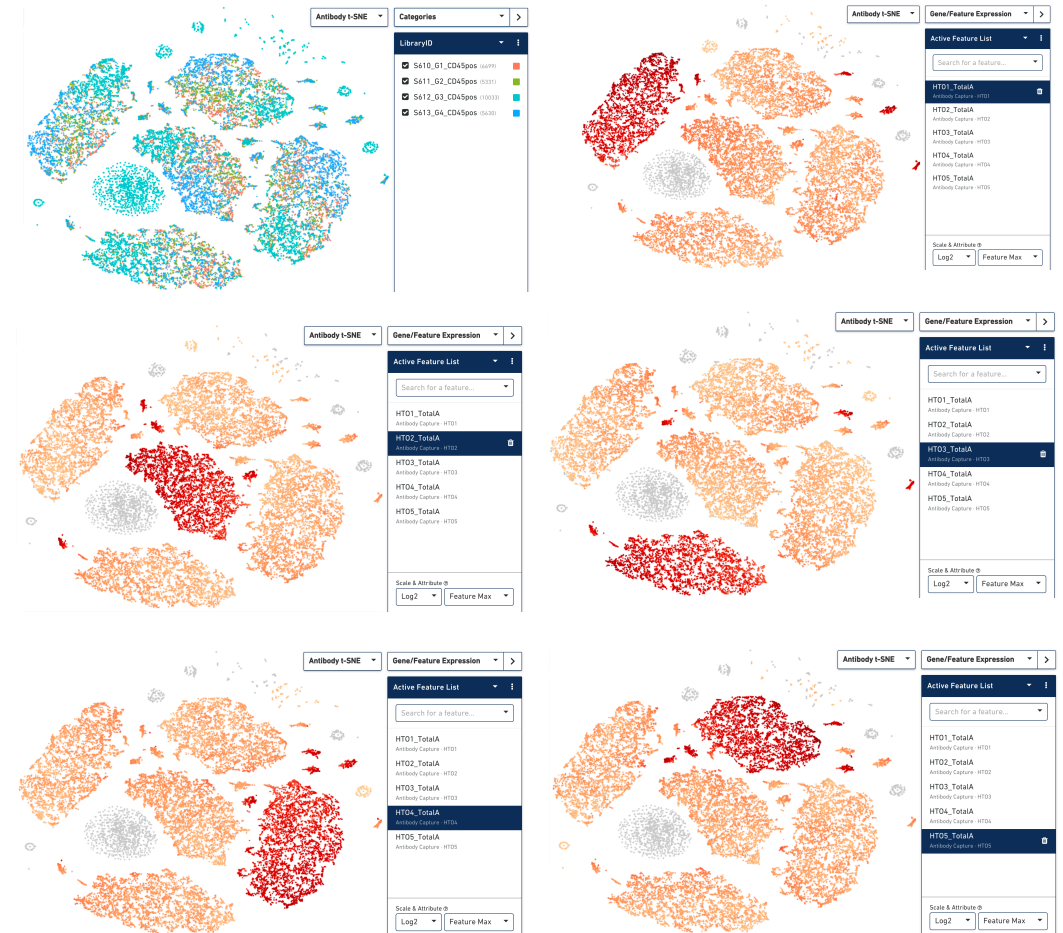 Antibody t-SNE
Categories
LibraryID
S610_G1_CD45pos (6499)
S611_G2_CD45pos (5331)
S612_G3_CD45pos (10033)
S613_G4_CD45pos (5630)
Antibody t-SNE
Gene/Feature Expression
Active Feature List
Search for a feature...
HTO1_TotalA
Antibody Capture · HTO1
HTO2_TotalA
Antibody Capture · HTO2
HTO3_TotalA
Antibody Capture · HTO3
HTO4_TotalA
Antibody Capture · HTO4
HTO5_TotalA
Antibody Capture · HTO5
Scale & Attribute
Log2 Feature Max
Antibody t-SNE
Gene/Feature Expression
Active Feature List
Search for a feature...
HTO1_TotalA
Antibody Capture · HTO1
HTO2_TotalA
Antibody Capture · HTO2
HTO3_TotalA
Antibody Capture · HTO3
HTO4_TotalA
Antibody Capture · HTO4
HTO5_TotalA
Antibody Capture · HTO5
Scale & Attribute
Log2 Feature Max
Antibody t-SNE
Gene/Feature Expression
Active Feature List
Search for a feature...
HTO1_TotalA
Antibody Capture · HTO1
HTO2_TotalA
Antibody Capture · HTO2
HTO3_TotalA
Antibody Capture · HTO3
HTO4_TotalA
Antibody Capture · HTO4
HTO5_TotalA
Antibody Capture · HTO5
Scale & Attribute
Log2 Feature Max
Antibody t-SNE
Gene/Feature Expression
Active Feature List
Search for a feature...
HTO1_TotalA
Antibody Capture · HTO1
HTO2_TotalA
Antibody Capture · HTO2
HTO3_TotalA
Antibody Capture · HTO3
HTO4_TotalA
Antibody Capture · HTO4
HTO5_TotalA
Antibody Capture · HTO5
Scale & Attribute
Log2 Feature Max
Antibody t-SNE
Gene/Feature Expression
Active Feature List
Search for a feature...
HTO1_TotalA
Antibody Capture · HTO1
HTO2_TotalA
Antibody Capture · HTO2
HTO3_TotalA
Antibody Capture · HTO3
HTO4_TotalA
Antibody Capture · HTO4
HTO5_TotalA
Antibody Capture · HTO5
Scale & Attribute
Log2 Feature Max